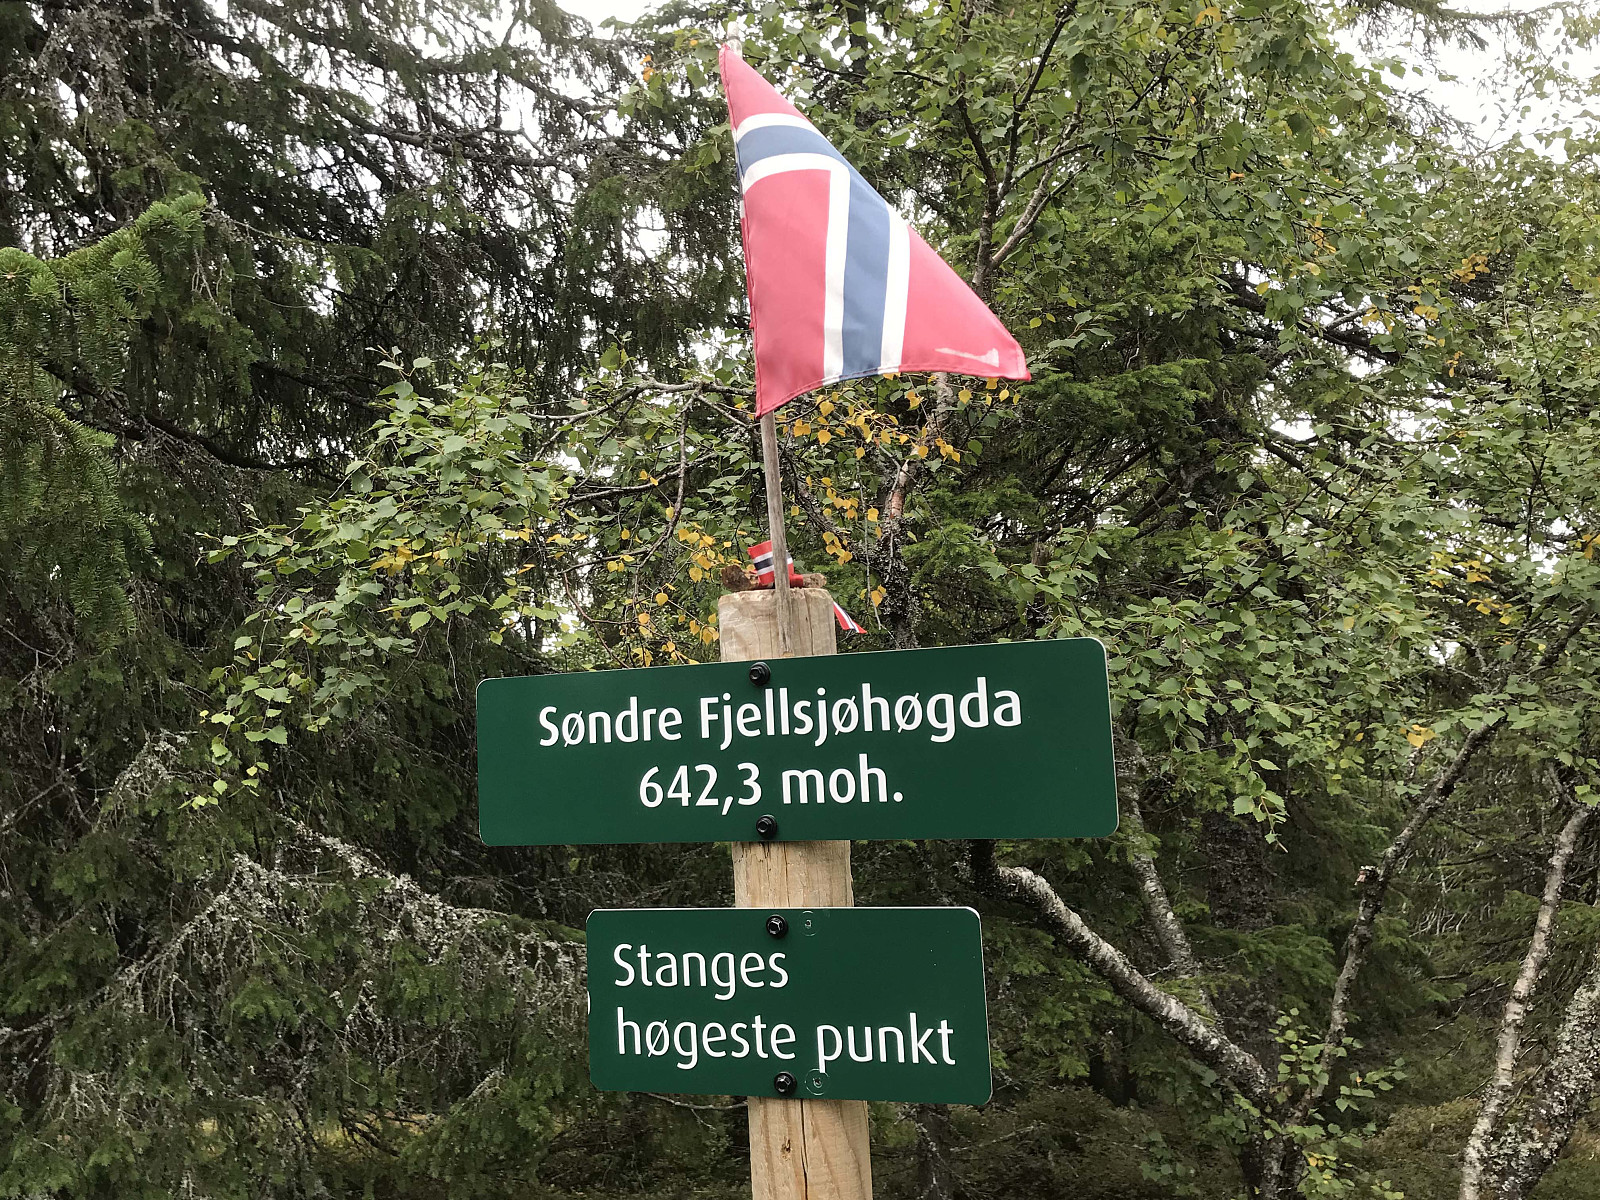 Søndre Fjellsjøhøgda
642,3 moh.
Stanges
høgeste punkt